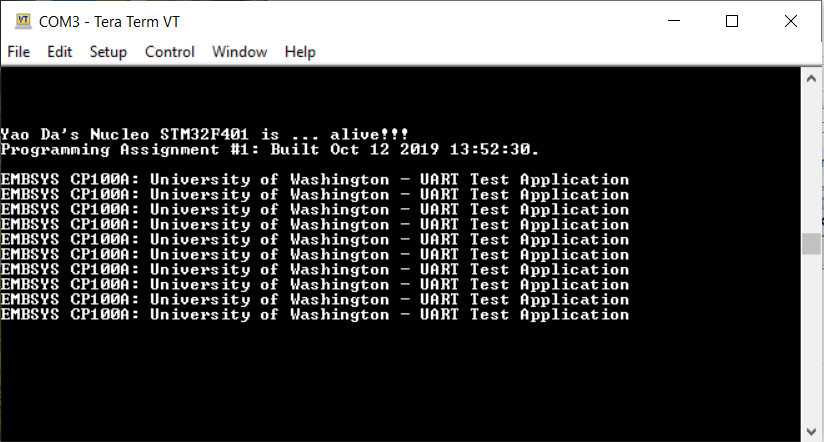 VT
COM3 - Tera Term VT
File Edit Setup Control Window Help
Yao Da's Nucleo STM32F401 is ... alive!!!
Programming Assignment #1: Built Oct 12 2019 13:52:30.
EMBSYS CP100A: University of Washington - UART Test Application
EMBSYS CP100A: University of Washington - UART Test Application
EMBSYS CP100A: University of Washington - UART Test Application
EMBSYS CP100A: University of Washington - UART Test Application
EMBSYS CP100A: University of Washington - UART Test Application
EMBSYS CP100A: University of Washington - UART Test Application
EMBSYS CP100A: University of Washington - UART Test Application
EMBSYS CP100A: University of Washington - UART Test Application
EMBSYS CP100A: University of Washington - UART Test Application
EMBSYS CP100A: University of Washington - UART Test Application